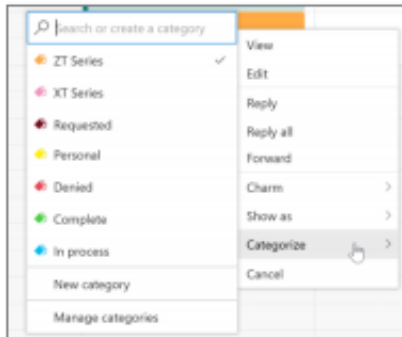 Search or create a category
ZT Series
XT Series
Requested
Personal
Denied
Complete
In process
New category
Manage categories
View
Edit
Reply
Reply all
Forward
Charm
Show as
Categorize
Cancel